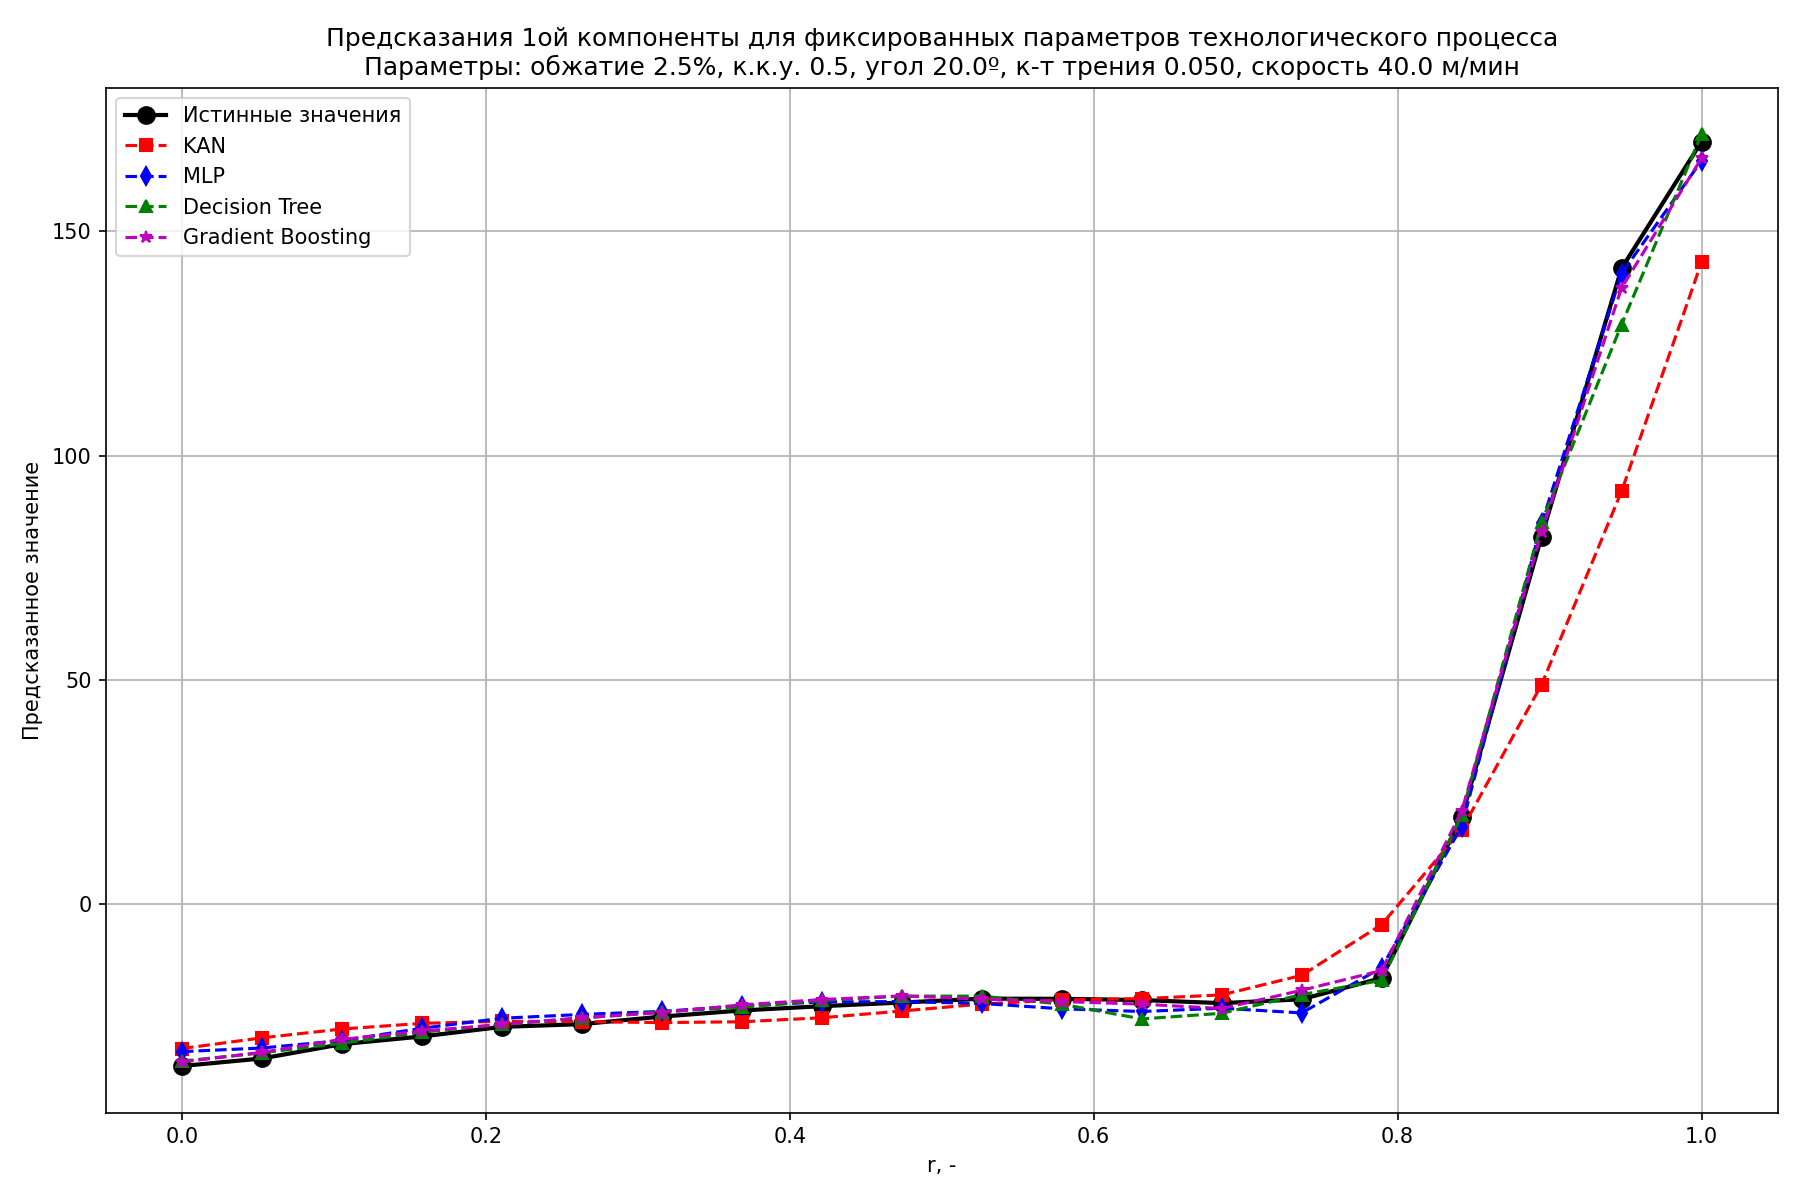 Предсказания 1ой компоненты для фиксированных параметров технологического процесса
Параметры: обжатие 2.5%, к.к.у. 0.5, угол 20.0º, к-т трения 0.050, скорость 40.0 м/мин
Истинные значения
KAN
MLP
Decision Tree
Gradient Boosting
Предсказанное значение
150
100
50
0
0.0
0.2
0.4
0.6
0.8
1.0
r, -